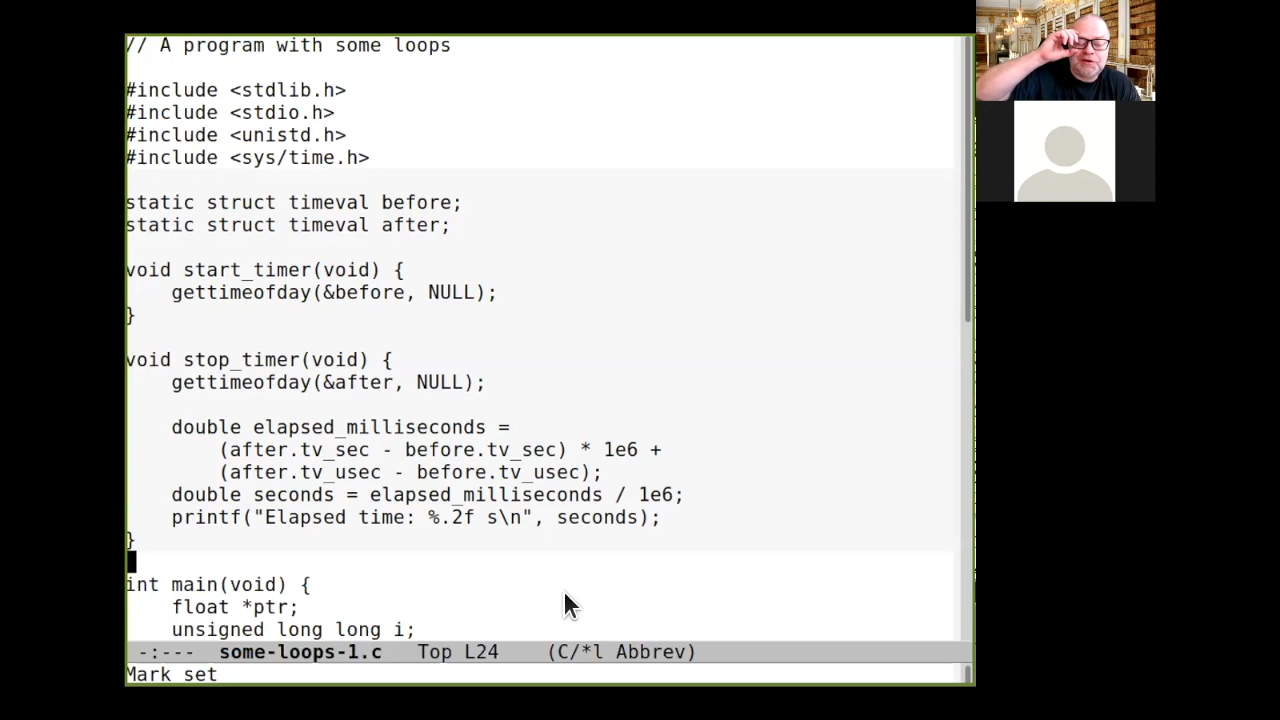 // A program with some loops
#include <stdlib.h>
#include <stdio.h>
#include <unistd.h>
#include <sys/time.h>
static struct timeval before;
static struct timeval after;
void start_timer(void) {
    gettimeofday(&before, NULL);
}
void stop_timer(void) {
    gettimeofday(&after, NULL);
    double elapsed_milliseconds =
        (after.tv_sec - before.tv_sec) * 1e6 +
        (after.tv_usec - before.tv_usec);
    double seconds = elapsed_milliseconds / 1e6;
    printf("Elapsed time: %.2f s\n", seconds);
}
int main(void) {
    float *ptr;
    unsigned long long i;
-:---  some-loops-1.c   Top L24    (C/*l Abbrev)
Mark set